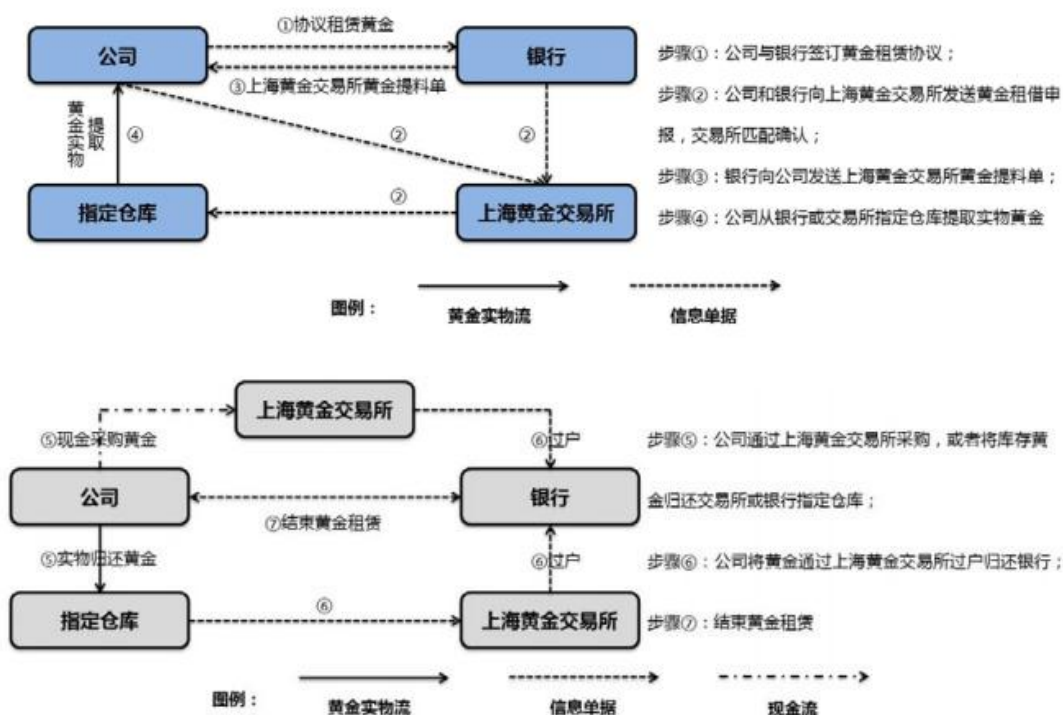 ①协议租赁黄金
公司
银行
③上海黄金交易所黄金提料单
步骤①：公司与银行签订黄金租赁协议；
步骤②：公司和银行向上海黄金交易所发送黄金租借申
报，交易所匹配确认；
步骤③：银行向公司发送上海黄金交易所黄金提料单；
步骤④：公司从银行或交易所指定仓库提取实物黄金
提取
黄金实物
④
②
②
指定仓库
②
上海黄金交易所
图例：
黄金实物流
信息单据
上海黄金交易所
⑤现金采购黄金
⑥过户
步骤⑤：公司通过上海黄金交易所采购，或者将库存黄
金归还交易所或银行指定仓库；
公司
银行
⑦结束黄金租赁
⑤实物归还黄金
⑥过户
步骤⑥：公司将黄金通过上海黄金交易所过户归还银行；
指定仓库
⑥
上海黄金交易所
步骤⑦：结束黄金租赁
图例：
黄金实物流
信息单据
现金流